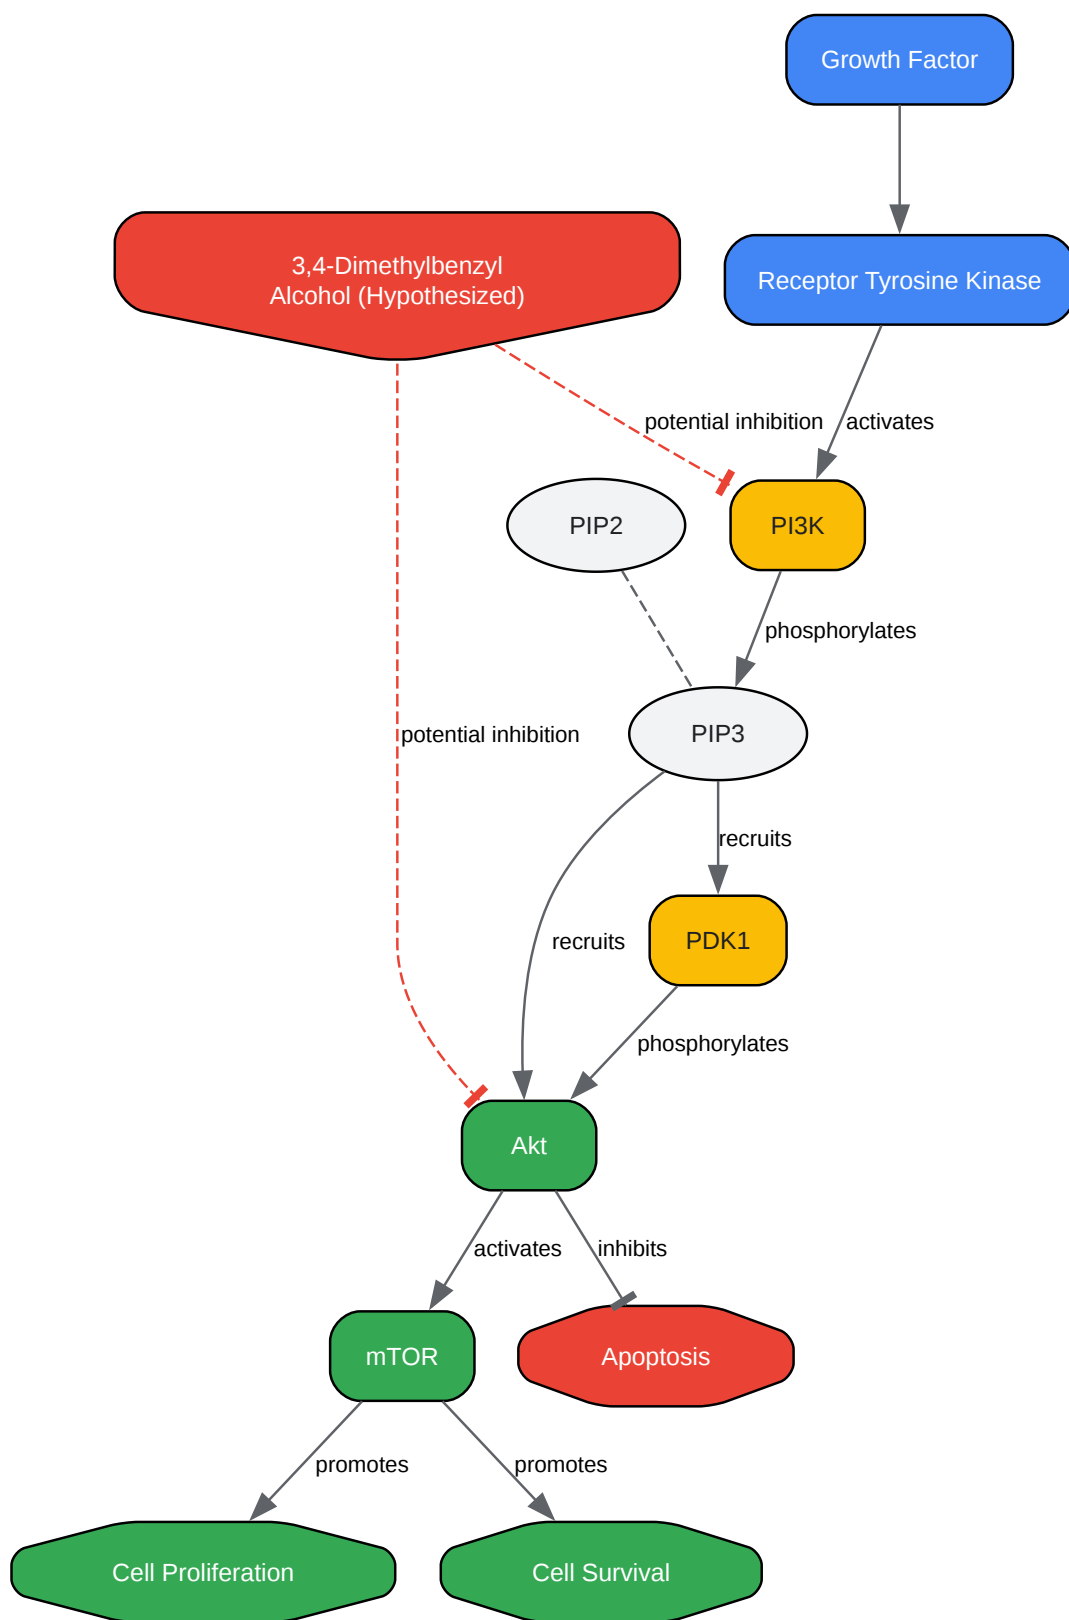 Growth Factor
3,4-Dimethylbenzyl
Alcohol (Hypothesized)
Receptor Tyrosine Kinase
potential inhibition
activates
PIP2
PI3K
phosphorylates
PIP3
potential inhibition
recruits
PDK1
recruits
phosphorylates
Akt
activates
inhibits
mTOR
Apoptosis
promotes
promotes
Cell Proliferation
Cell Survival